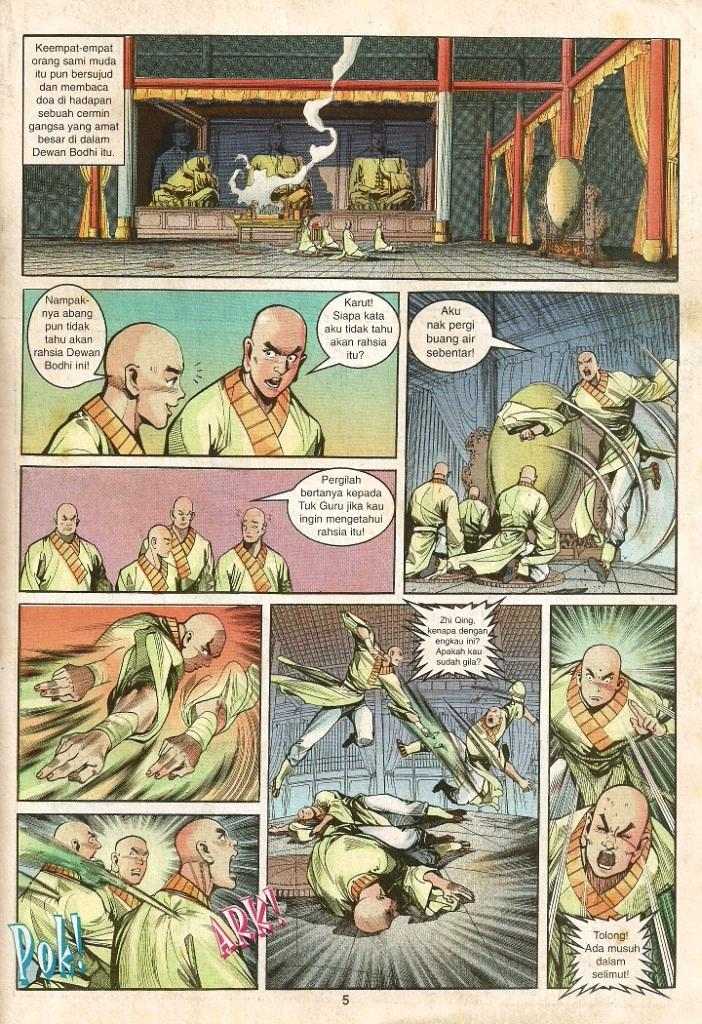 Keempat-empat
orang sami muda
itu pun bersujud
dan membaca
doa di hadapan
sebuah cermin
gangsa yang amat
besar di dalam
Dewan Bodhi itu.
Nampak-
nya abang
pun tidak
tahu akan
rahsia Dewan
Bodhi ini!
Karut!
Siapa kata
aku tidak tahu
akan rahsia
itu?
Aku
nak pergi
buang air
sebentar!
Pergilah
bertanya kepada
Tuk Guru jika kau
ingin mengetahui
rahsia itu!
Zhi Qing,
kenapa dengan
engkau ini?
Apakah kau
sudah gila?
Pok!
ARK!
Tolong!
Ada musuh
dalam
selimut!
5